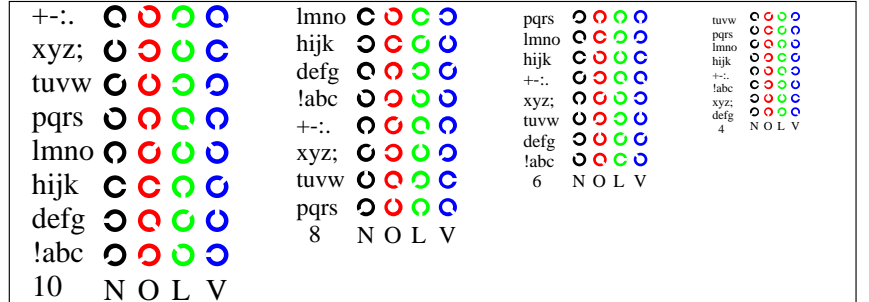 +-:.
xyz;
tuvw
pqrs
lmno
hijk
defg
!abc
10 N O L V
lmno
hijk
defg
!abc
+-:.
xyz;
tuvw
pqrs
8 N O L V
pqrs
lmno
hijk
+-:.
xyz;
tuvw
defg
!abc
6 N O L V
tuvw
pqrs
lmno
hijk
+-:.
!abc
xyz;
defg
4 N O L V